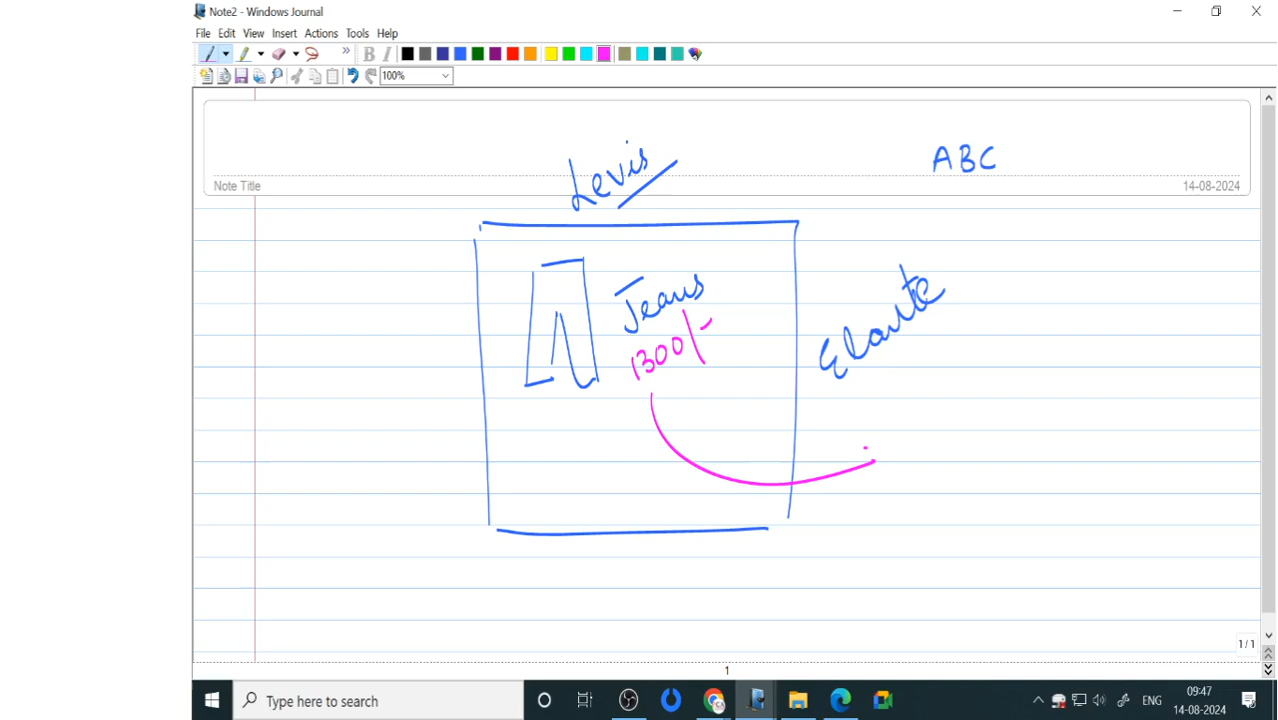 Note2 - Windows Journal
File Edit View Insert Actions Tools Help
B I
100%
Levis
ABC
Note Title
14-08-2024
Jeans
1300/-
Elante
1 / 1
1
Type here to search
ENG
09:47
14-08-2024